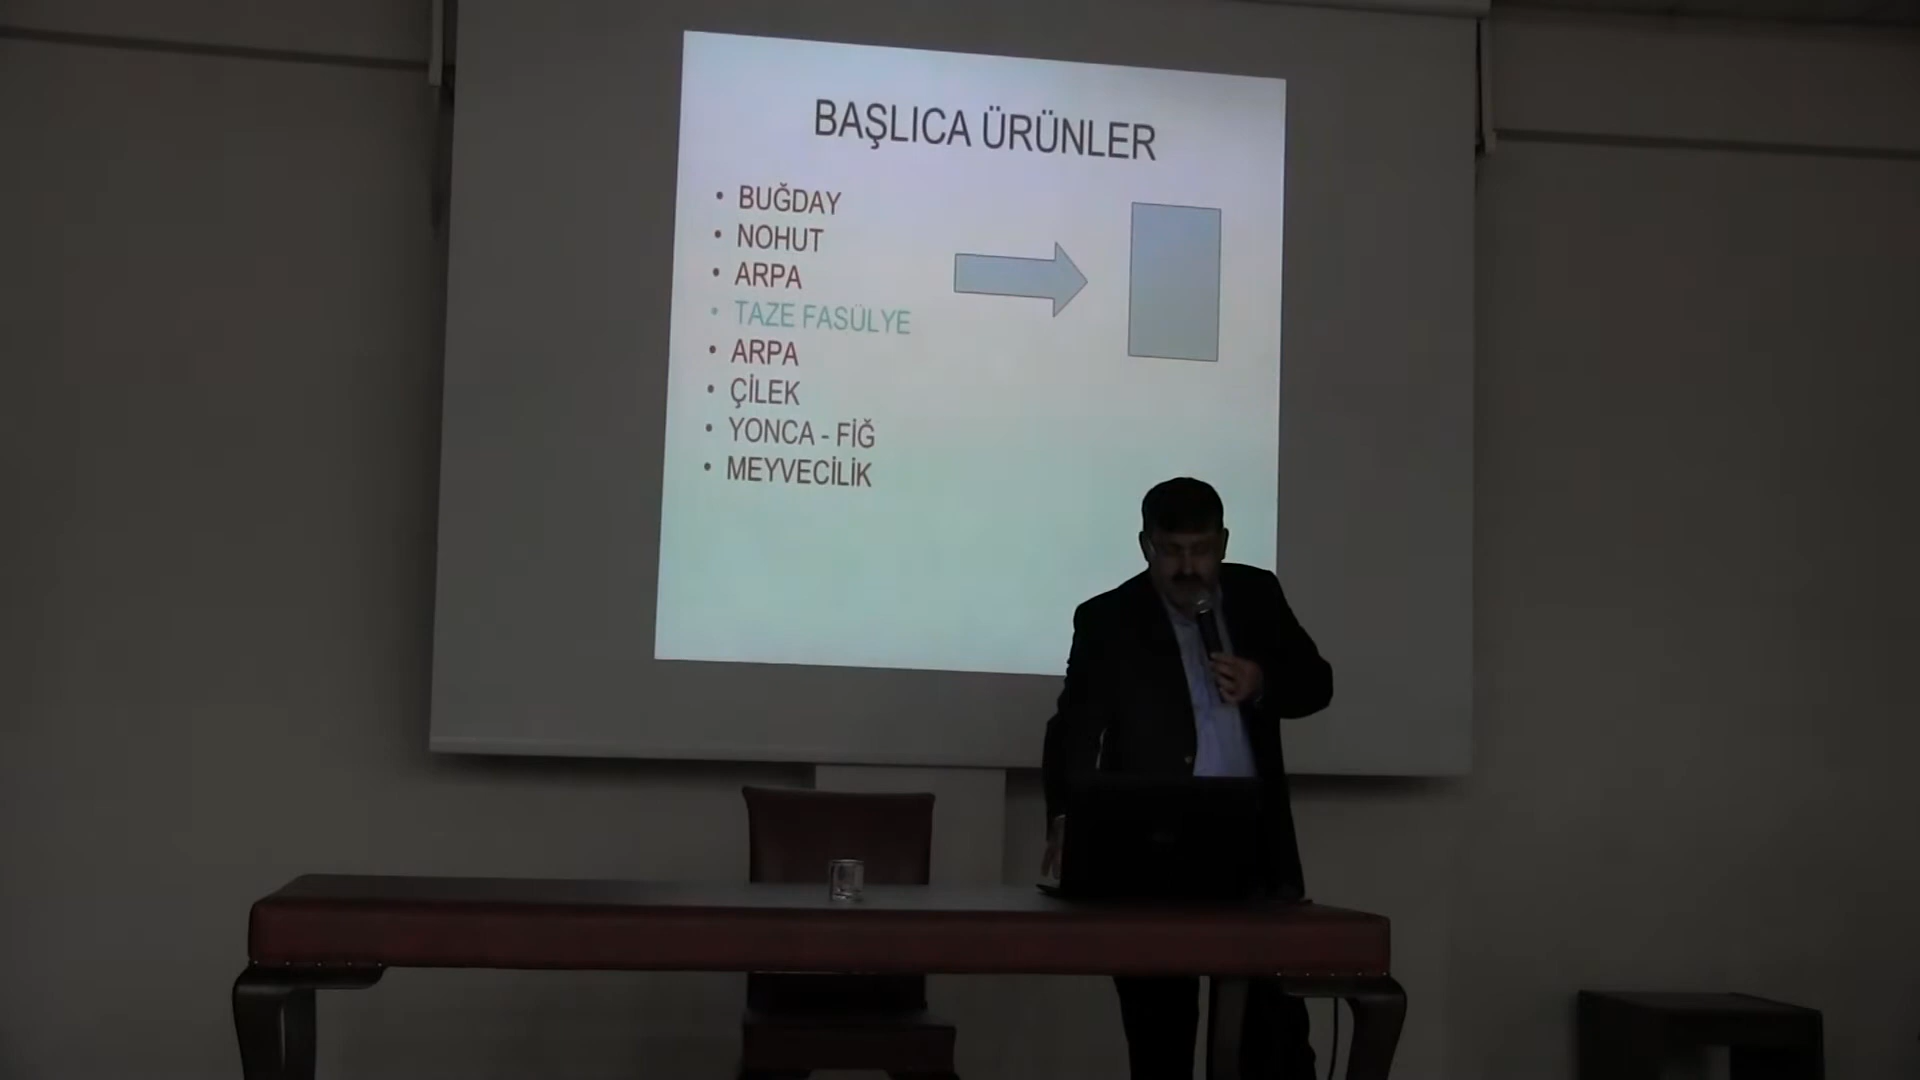 BAŞLICA ÜRÜNLER
• BUĞDAY
• NOHUT
• ARPA
• TAZE FASÜLYE
• ARPA
• ÇİLEK
• YONCA - FİĞ
• MEYVECİLİK